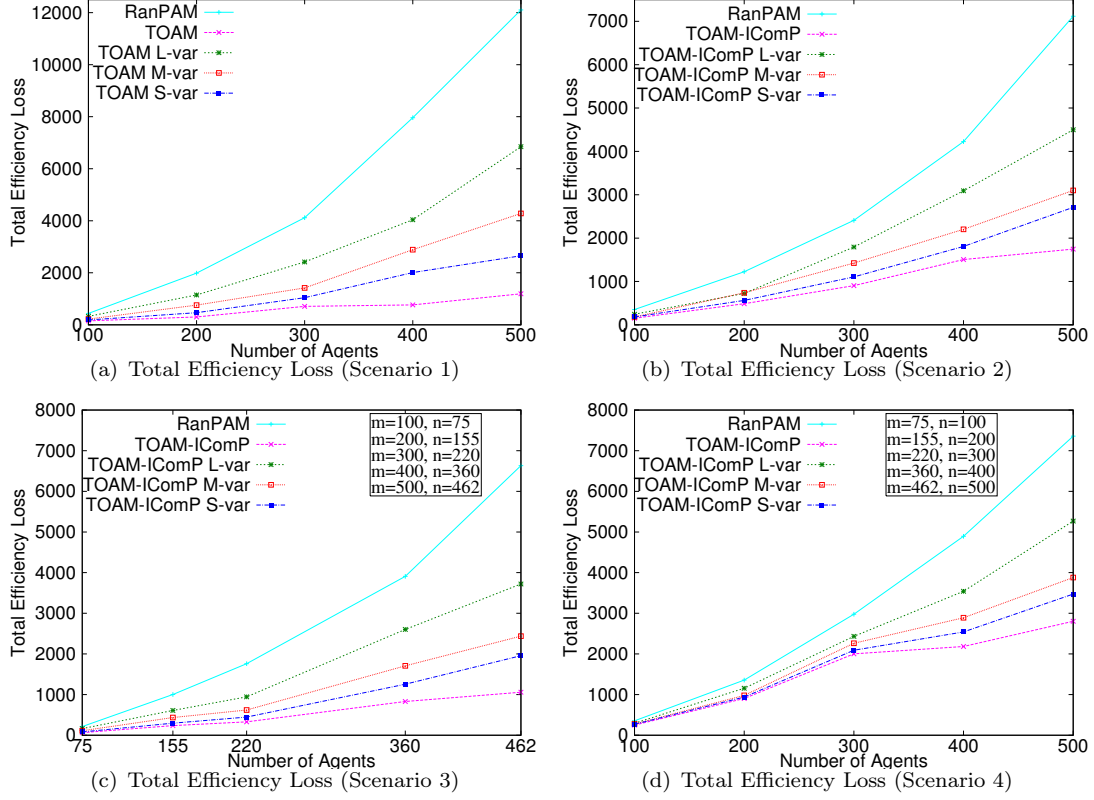 12000
10000
8000
6000
4000
2000
0
Total Efficiency Loss
RanPAM
TOAM
TOAM L-var
TOAM M-var
TOAM S-var
100 200 300 400 500
Number of Agents
(a) Total Efficiency Loss (Scenario 1)
7000
6000
5000
4000
3000
2000
1000
0
Total Efficiency Loss
RanPAM
TOAM-IComP
TOAM-IComP L-var
TOAM-IComP M-var
TOAM-IComP S-var
100 200 300 400 500
Number of Agents
(b) Total Efficiency Loss (Scenario 2)
8000
7000
6000
5000
4000
3000
2000
1000
0
Total Efficiency Loss
RanPAM
TOAM-IComP
TOAM-IComP L-var
TOAM-IComP M-var
TOAM-IComP S-var
m=100, n=75
m=200, n=155
m=300, n=220
m=400, n=360
m=500, n=462
75 155 220 360 462
Number of Agents
(c) Total Efficiency Loss (Scenario 3)
8000
7000
6000
5000
4000
3000
2000
1000
0
Total Efficiency Loss
RanPAM
TOAM-IComP
TOAM-IComP L-var
TOAM-IComP M-var
TOAM-IComP S-var
m=75, n=100
m=155, n=200
m=220, n=300
m=360, n=400
m=462, n=500
100 200 300 400 500
Number of Agents
(d) Total Efficiency Loss (Scenario 4)